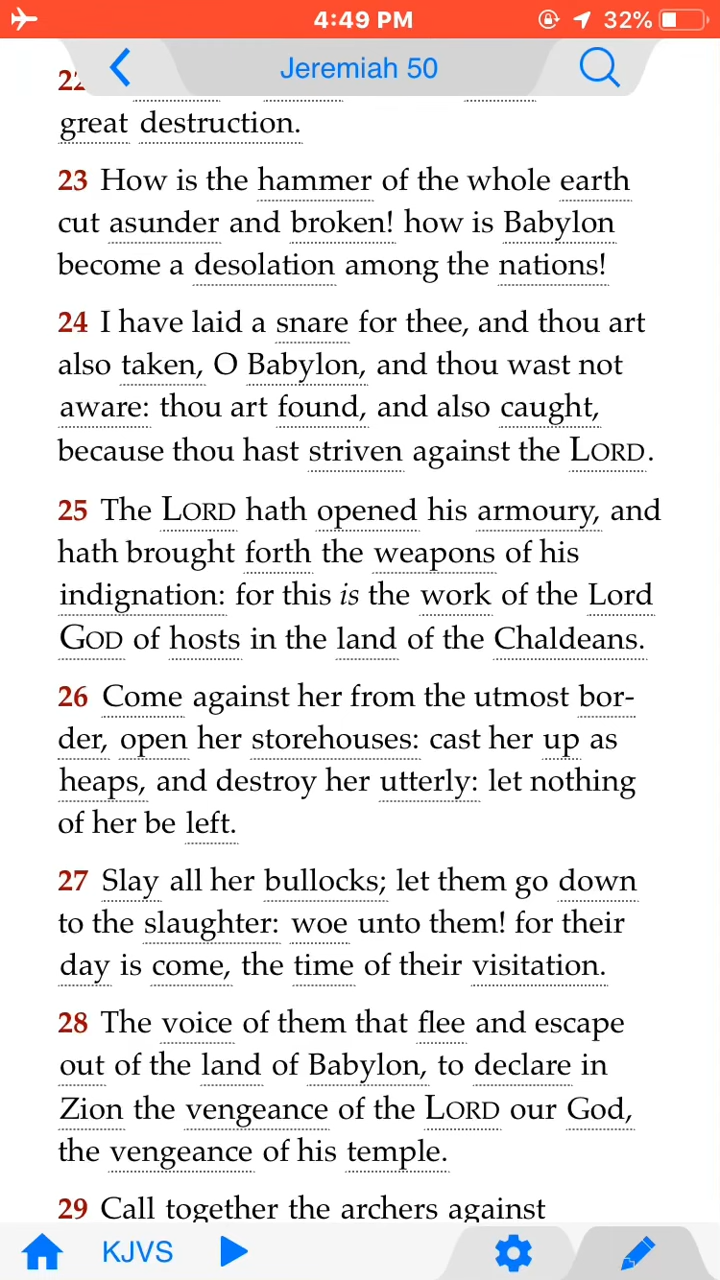 4:49 PM
32%
Jeremiah 50
22
great destruction.
23 How is the hammer of the whole earth
cut asunder and broken! how is Babylon
become a desolation among the nations!
24 I have laid a snare for thee, and thou art
also taken, O Babylon, and thou wast not
aware: thou art found, and also caught,
because thou hast striven against the LORD.
25 The LORD hath opened his armoury, and
hath brought forth the weapons of his
indignation: for this is the work of the Lord
GOD of hosts in the land of the Chaldeans.
26 Come against her from the utmost bor-
der, open her storehouses: cast her up as
heaps, and destroy her utterly: let nothing
of her be left.
27 Slay all her bullocks; let them go down
to the slaughter: woe unto them! for their
day is come, the time of their visitation.
28 The voice of them that flee and escape
out of the land of Babylon, to declare in
Zion the vengeance of the LORD our God,
the vengeance of his temple.
29 Call together the archers against
KJVS